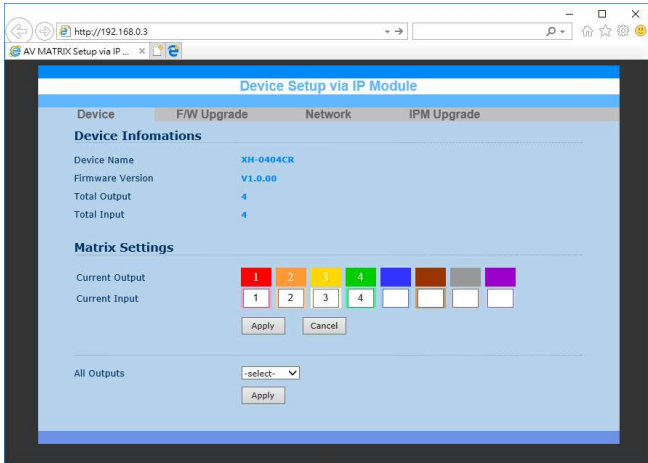 http://192.168.0.3
AV MATRIX Setup via IP ...
Device Setup via IP Module
Device F/W Upgrade Network IPM Upgrade
Device Infomations
Device Name XH-0404CR
Firmware Version V1.0.00
Total Output 4
Total Input 4
Matrix Settings
Current Output 1 2 3 4
Current Input 1 2 3 4
Apply Cancel
All Outputs -select-
Apply